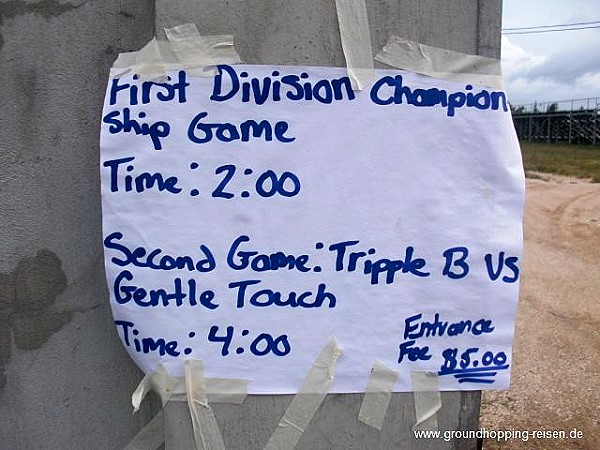 First Division Champion
Ship Game
Time: 2:00
Second Game: Tripple B VS
Gentle Touch
Time: 4:00
Entrance
Fee $5.00
www.groundhopping-reisen.de